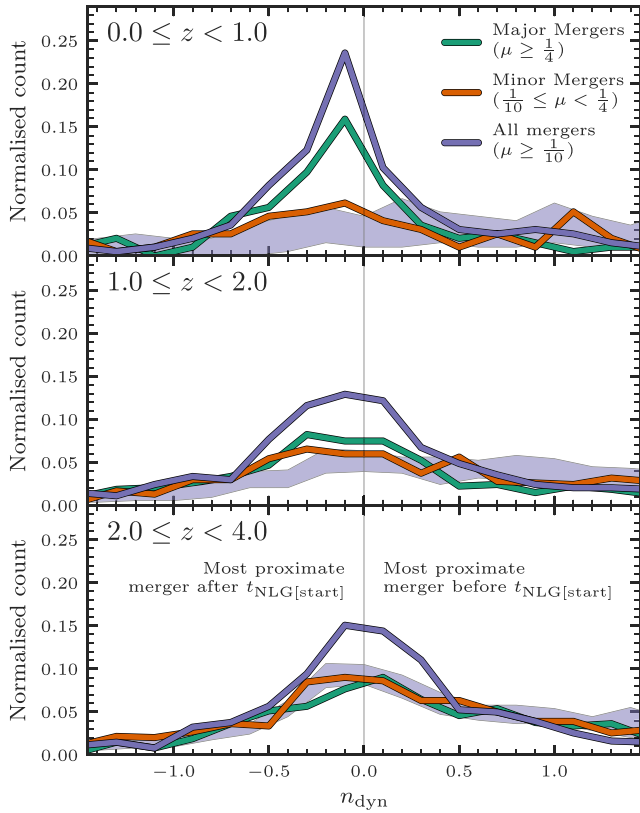 0.0 ≤ z < 1.0
Major Mergers
(μ ≥ 1/4)
Minor Mergers
(1/10 ≤ μ < 1/4)
All mergers
(μ ≥ 1/10)
Normalised count
0.25
0.20
0.15
0.10
0.05
0.00
1.0 ≤ z < 2.0
Normalised count
0.25
0.20
0.15
0.10
0.05
0.00
2.0 ≤ z < 4.0
Most proximate
merger after t_NLG[start]
Most proximate
merger before t_NLG[start]
Normalised count
0.25
0.20
0.15
0.10
0.05
0.00
−1.0 −0.5 0.0 0.5 1.0
n_dyn